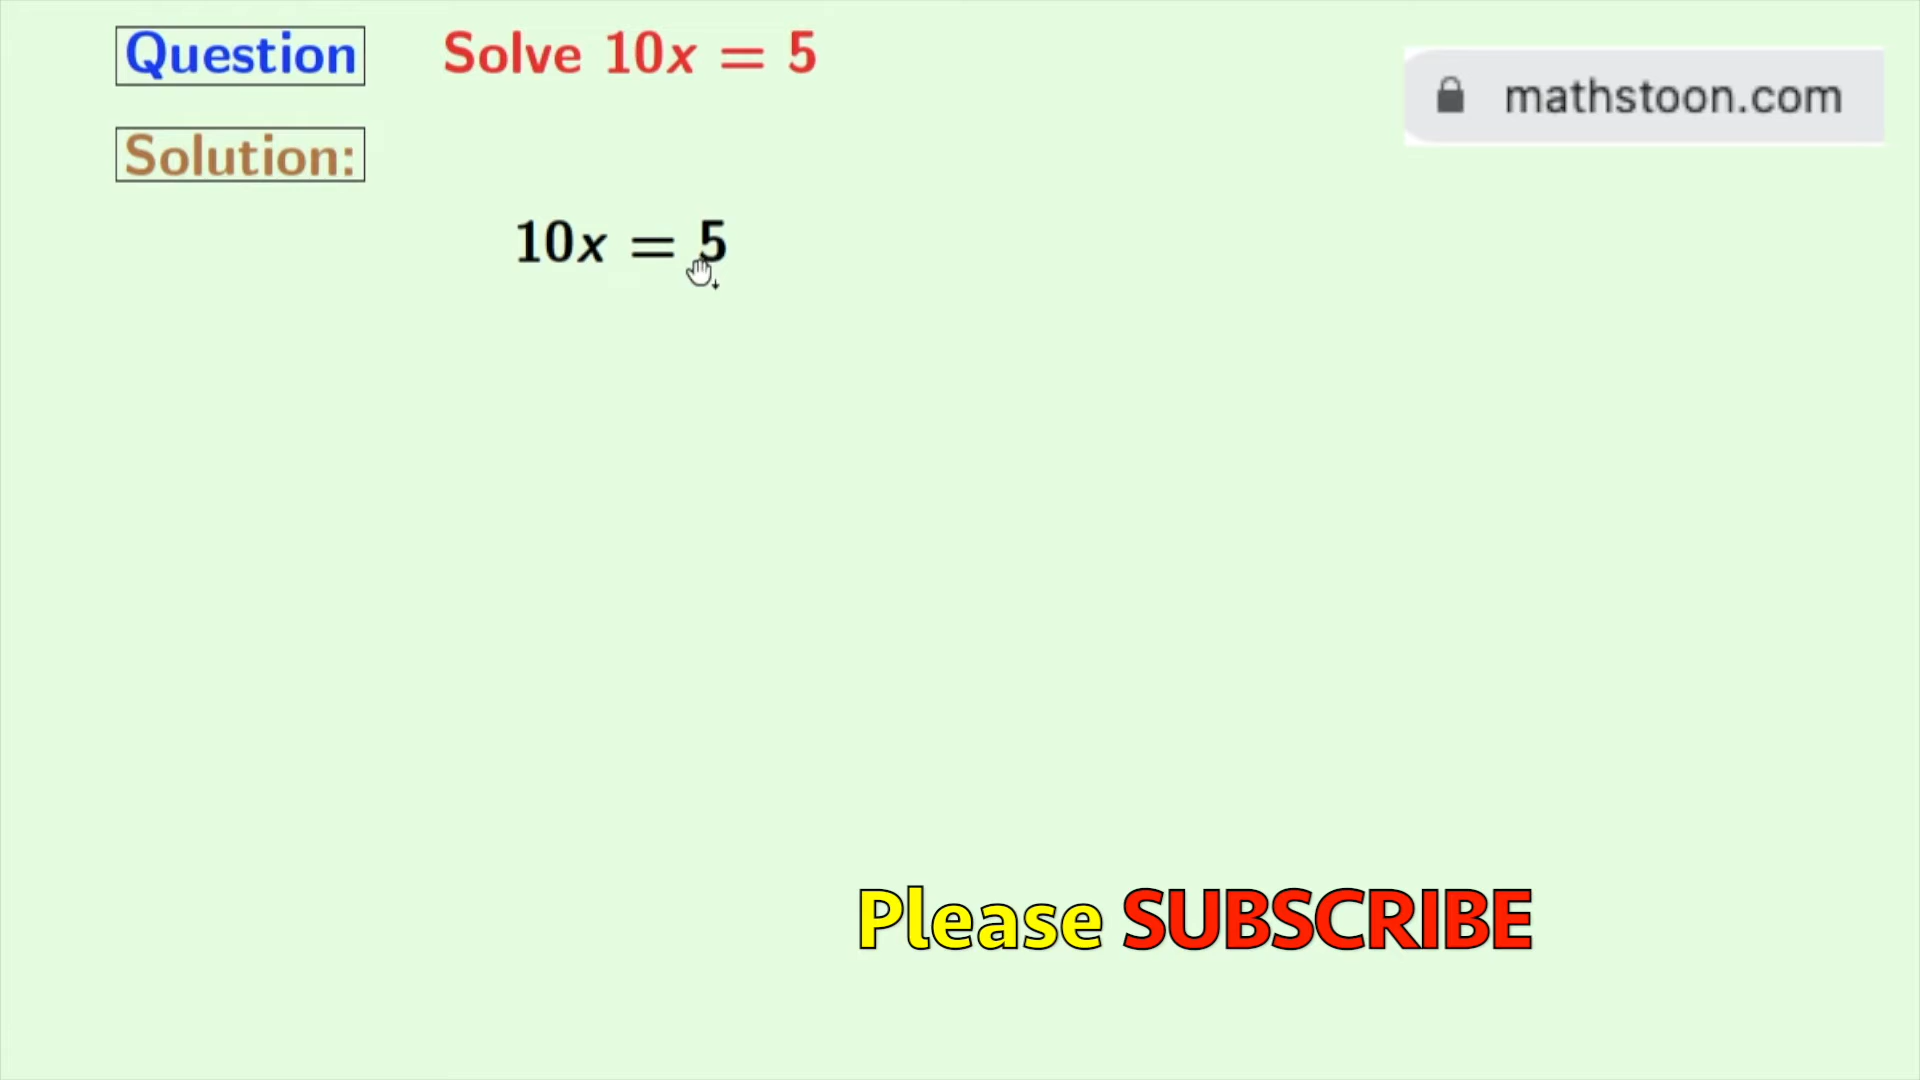 Question Solve 10x = 5
mathstoon.com
Solution:
10x = 5
Please SUBSCRIBE